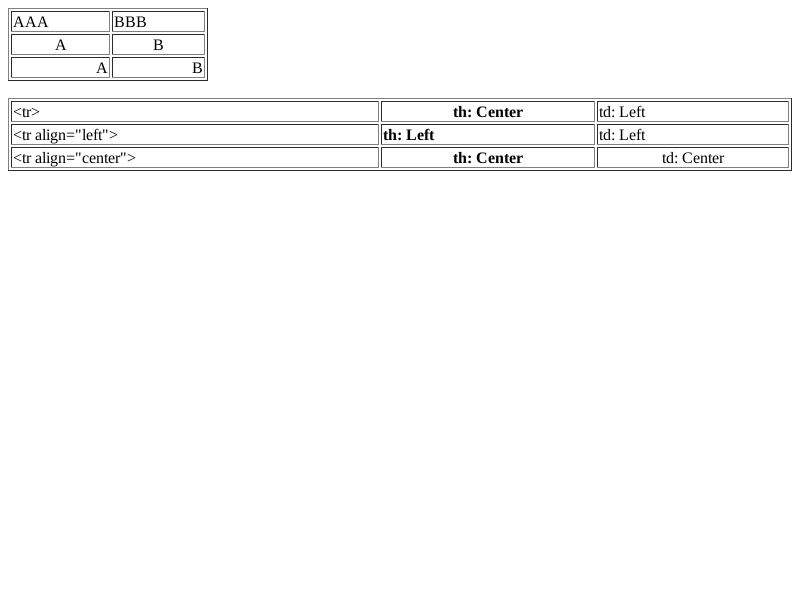 AAA BBB
A B
A B
<tr> th: Center td: Left
<tr align="left"> th: Left td: Left
<tr align="center"> th: Center td: Center